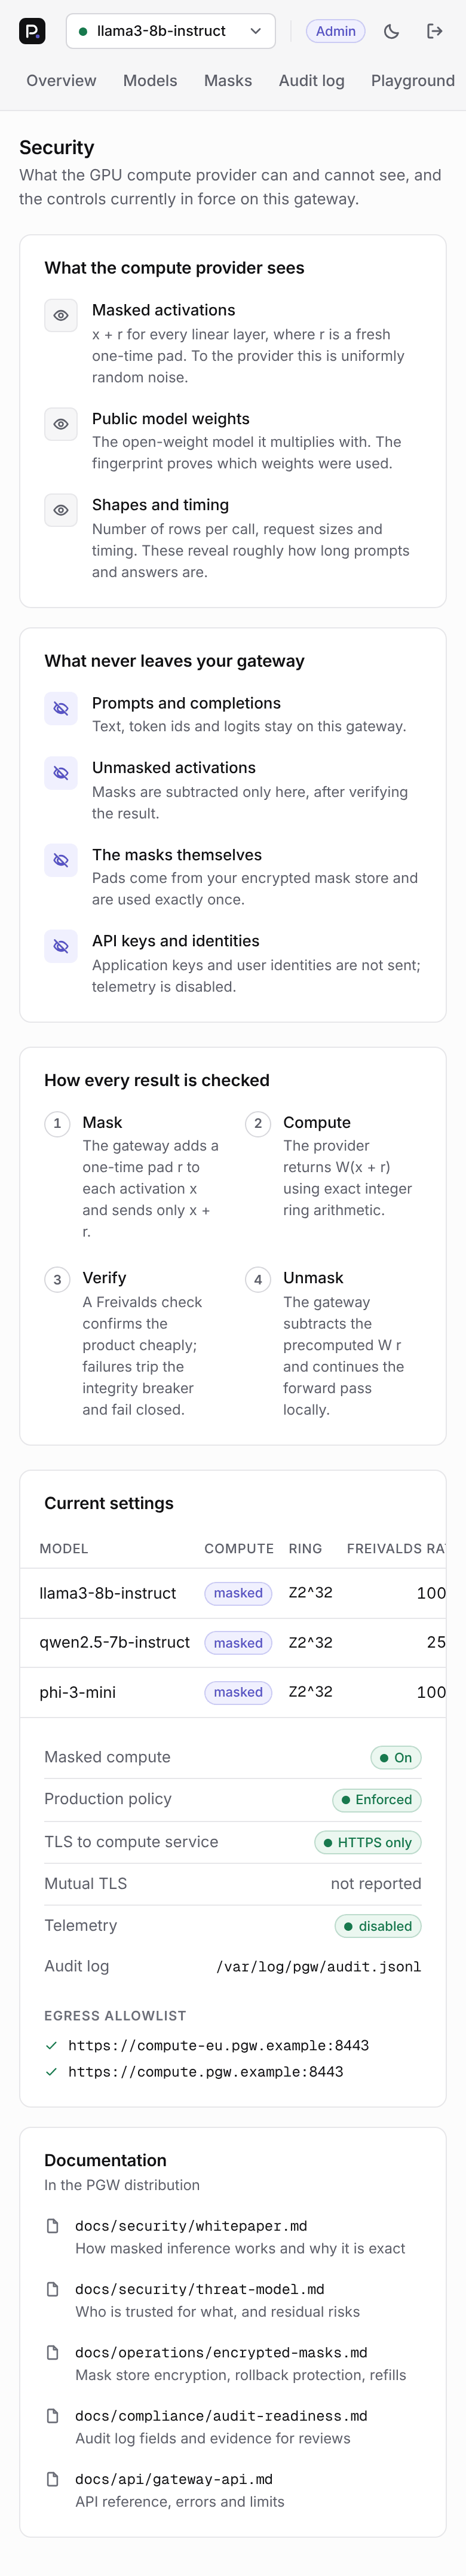 P.
llama3-8b-instruct
Admin
Overview Models Masks Audit log Playground
Security
What the GPU compute provider can and cannot see, and
the controls currently in force on this gateway.
What the compute provider sees
Masked activations
x + r for every linear layer, where r is a fresh
one-time pad. To the provider this is uniformly
random noise.
Public model weights
The open-weight model it multiplies with. The
fingerprint proves which weights were used.
Shapes and timing
Number of rows per call, request sizes and
timing. These reveal roughly how long prompts
and answers are.
What never leaves your gateway
Prompts and completions
Text, token ids and logits stay on this gateway.
Unmasked activations
Masks are subtracted only here, after verifying
the result.
The masks themselves
Pads come from your encrypted mask store and
are used exactly once.
API keys and identities
Application keys and user identities are not sent;
telemetry is disabled.
How every result is checked
1 Mask
The gateway adds a
one-time pad r to
each activation x
and sends only x +
r.
2 Compute
The provider
returns W(x + r)
using exact integer
ring arithmetic.
3 Verify
A Freivalds check
confirms the
product cheaply;
failures trip the
integrity breaker
and fail closed.
4 Unmask
The gateway
subtracts the
precomputed W r
and continues the
forward pass
locally.
Current settings
MODEL COMPUTE RING FREIVALDS
llama3-8b-instruct masked Z2^32 100
qwen2.5-7b-instruct masked Z2^32 25
phi-3-mini masked Z2^32 100
Masked compute On
Production policy Enforced
TLS to compute service HTTPS only
Mutual TLS not reported
Telemetry disabled
Audit log /var/log/pgw/audit.jsonl
EGRESS ALLOWLIST
https://compute-eu.pgw.example:8443
https://compute.pgw.example:8443
Documentation
In the PGW distribution
docs/security/whitepaper.md
How masked inference works and why it is exact
docs/security/threat-model.md
Who is trusted for what, and residual risks
docs/operations/encrypted-masks.md
Mask store encryption, rollback protection, refills
docs/compliance/audit-readiness.md
Audit log fields and evidence for reviews
docs/api/gateway-api.md
API reference, errors and limits